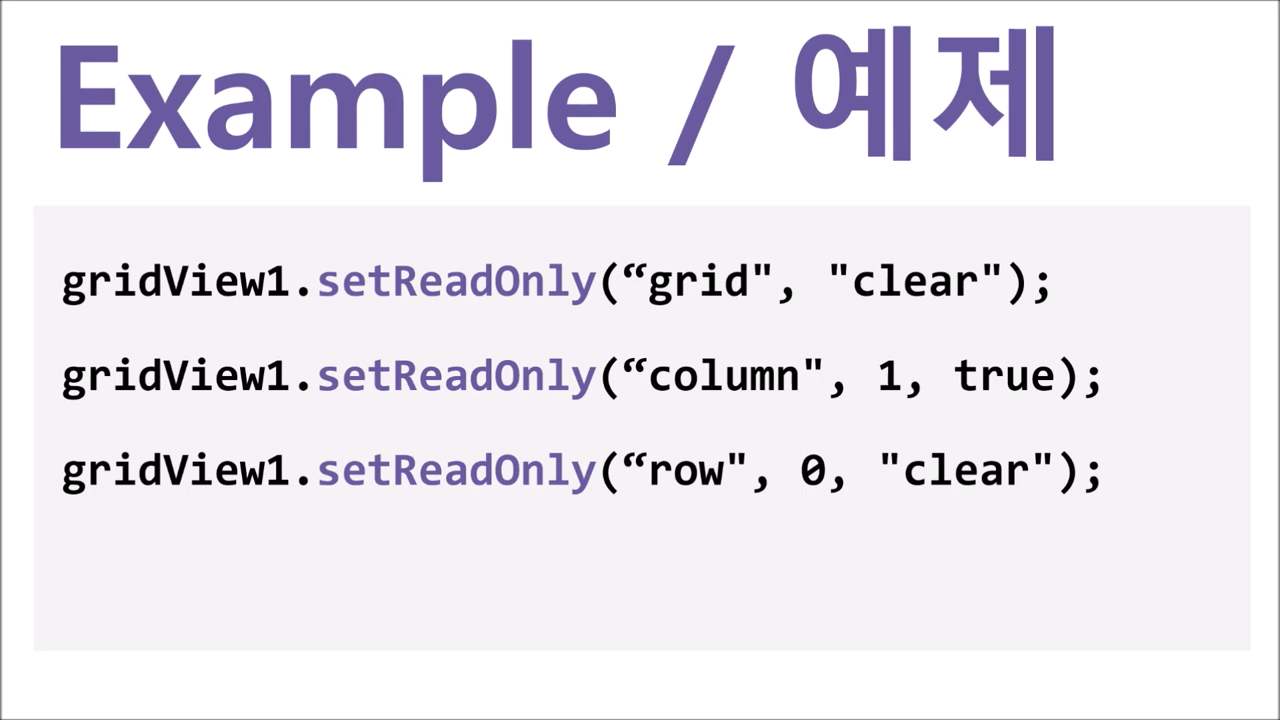 Example / 예제
gridView1.setReadOnly(“grid", "clear");
gridView1.setReadOnly(“column", 1, true);
gridView1.setReadOnly(“row", 0, "clear");